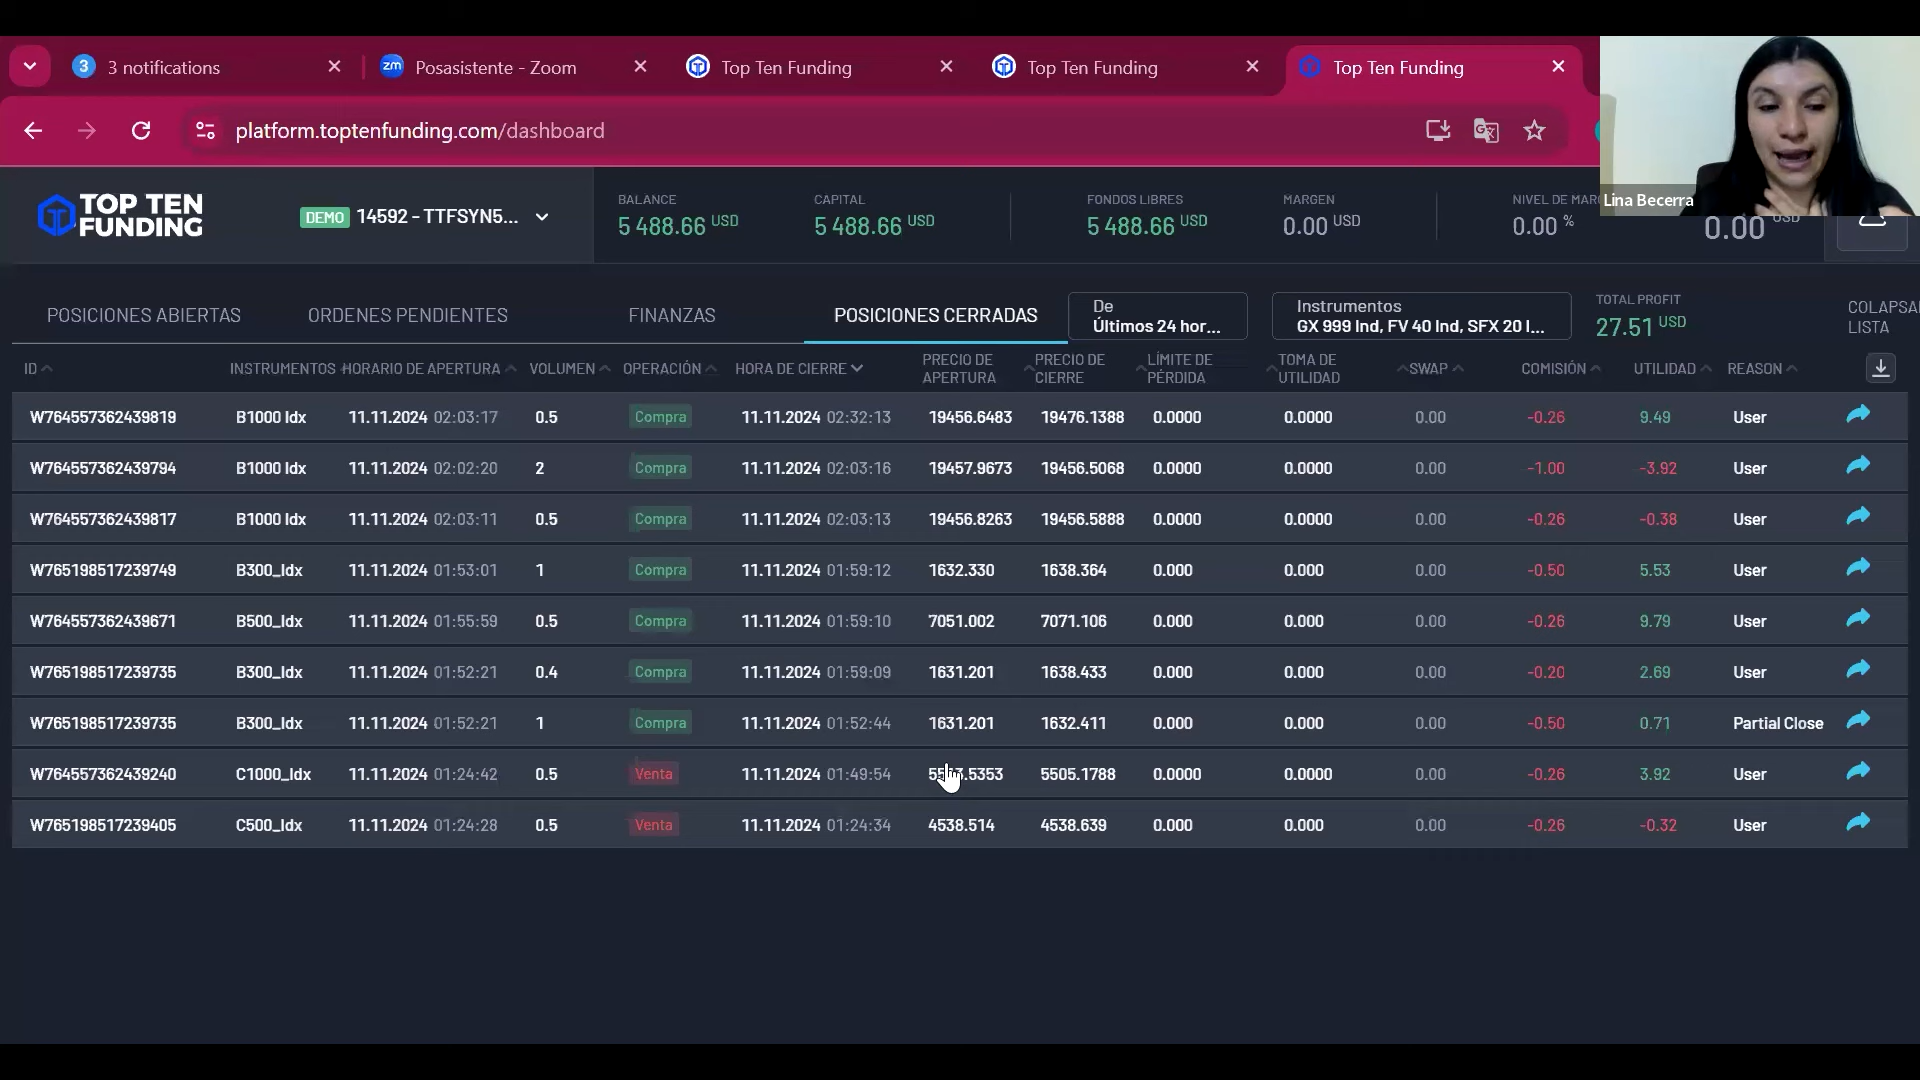 3 3 notifications
zm Posasistente - Zoom
Top Ten Funding
Top Ten Funding
Top Ten Funding
platform.toptenfunding.com/dashboard
Lina Becerra
TOP TEN
FUNDING
DEMO 14592 - TTFSYN5...
BALANCE
5 488.66 USD
CAPITAL
5 488.66 USD
FONDOS LIBRES
5 488.66 USD
MARGEN
0.00 USD
NIVEL DE MAR
0.00 %
0.00 USD
POSICIONES ABIERTAS
ORDENES PENDIENTES
FINANZAS
POSICIONES CERRADAS
De
Últimos 24 hor...
Instrumentos
GX 999 Ind, FV 40 Ind, SFX 20 I...
TOTAL PROFIT
27.51 USD
COLAPSA
LISTA
ID INSTRUMENTOS HORARIO DE APERTURA VOLUMEN OPERACIÓN HORA DE CIERRE PRECIO DE APERTURA PRECIO DE CIERRE LÍMITE DE PÉRDIDA TOMA DE UTILIDAD SWAP COMISIÓN UTILIDAD REASON
W764557362439819 B1000 Idx 11.11.2024 02:03:17 0.5 Compra 11.11.2024 02:32:13 19456.6483 19476.1388 0.0000 0.0000 0.00 -0.26 9.49 User
W764557362439794 B1000 Idx 11.11.2024 02:02:20 2 Compra 11.11.2024 02:03:16 19457.9673 19456.5068 0.0000 0.0000 0.00 -1.00 -3.92 User
W764557362439817 B1000 Idx 11.11.2024 02:03:11 0.5 Compra 11.11.2024 02:03:13 19456.8263 19456.5888 0.0000 0.0000 0.00 -0.26 -0.38 User
W765198517239749 B300_Idx 11.11.2024 01:53:01 1 Compra 11.11.2024 01:59:12 1632.330 1638.364 0.000 0.000 0.00 -0.50 5.53 User
W764557362439671 B500_Idx 11.11.2024 01:55:59 0.5 Compra 11.11.2024 01:59:10 7051.002 7071.106 0.000 0.000 0.00 -0.26 9.79 User
W765198517239735 B300_Idx 11.11.2024 01:52:21 0.4 Compra 11.11.2024 01:59:09 1631.201 1638.433 0.000 0.000 0.00 -0.20 2.69 User
W765198517239735 B300_Idx 11.11.2024 01:52:21 1 Compra 11.11.2024 01:52:44 1631.201 1632.411 0.000 0.000 0.00 -0.50 0.71 Partial Close
W764557362439240 C1000_Idx 11.11.2024 01:24:42 0.5 Venta 11.11.2024 01:49:54 5505.1788 0.0000 0.0000 0.00 -0.26 3.92 User
W765198517239405 C500_Idx 11.11.2024 01:24:28 0.5 Venta 11.11.2024 01:24:34 4538.514 4538.639 0.000 0.000 0.00 -0.26 -0.32 User